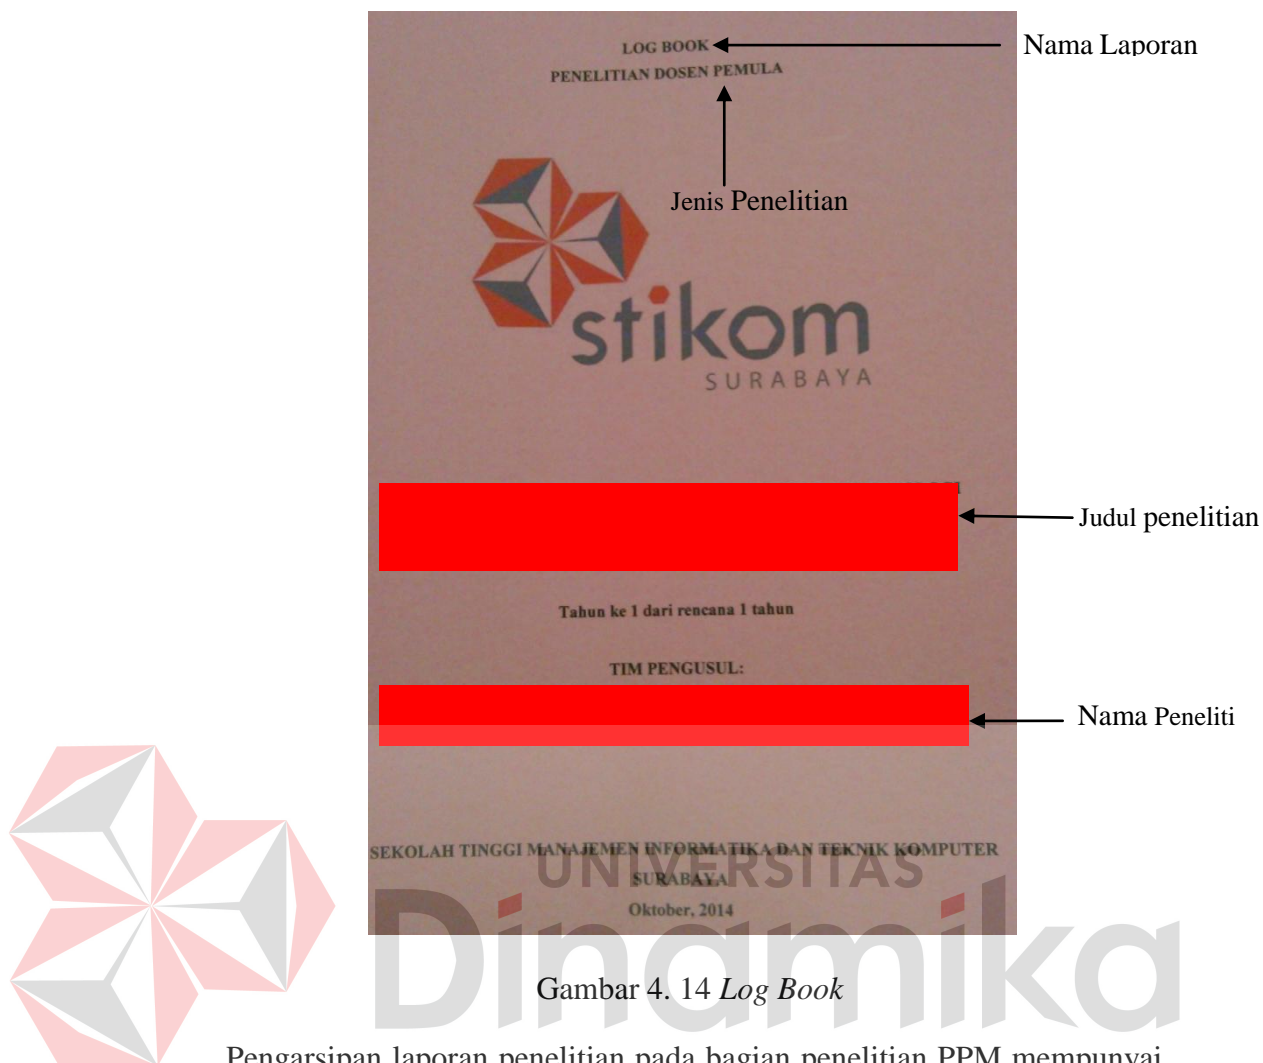 LOG BOOK
Nama Laporan
PENELITIAN DOSEN PEMULA
Jenis Penelitian
stikom
SURABAYA
Judul penelitian
Tahun ke 1 dari rencana 1 tahun
TIM PENGUSUL:
Nama Peneliti
SEKOLAH TINGGI MANAJEMEN INFORMATIKA DAN TEKNIK KOMPUTER
SURABAYA
Oktober, 2014
UNIVERSITAS
Dinamika
Gambar 4. 14 Log Book
Pengarsipan laporan penelitian pada bagian penelitian PPM mempunyai